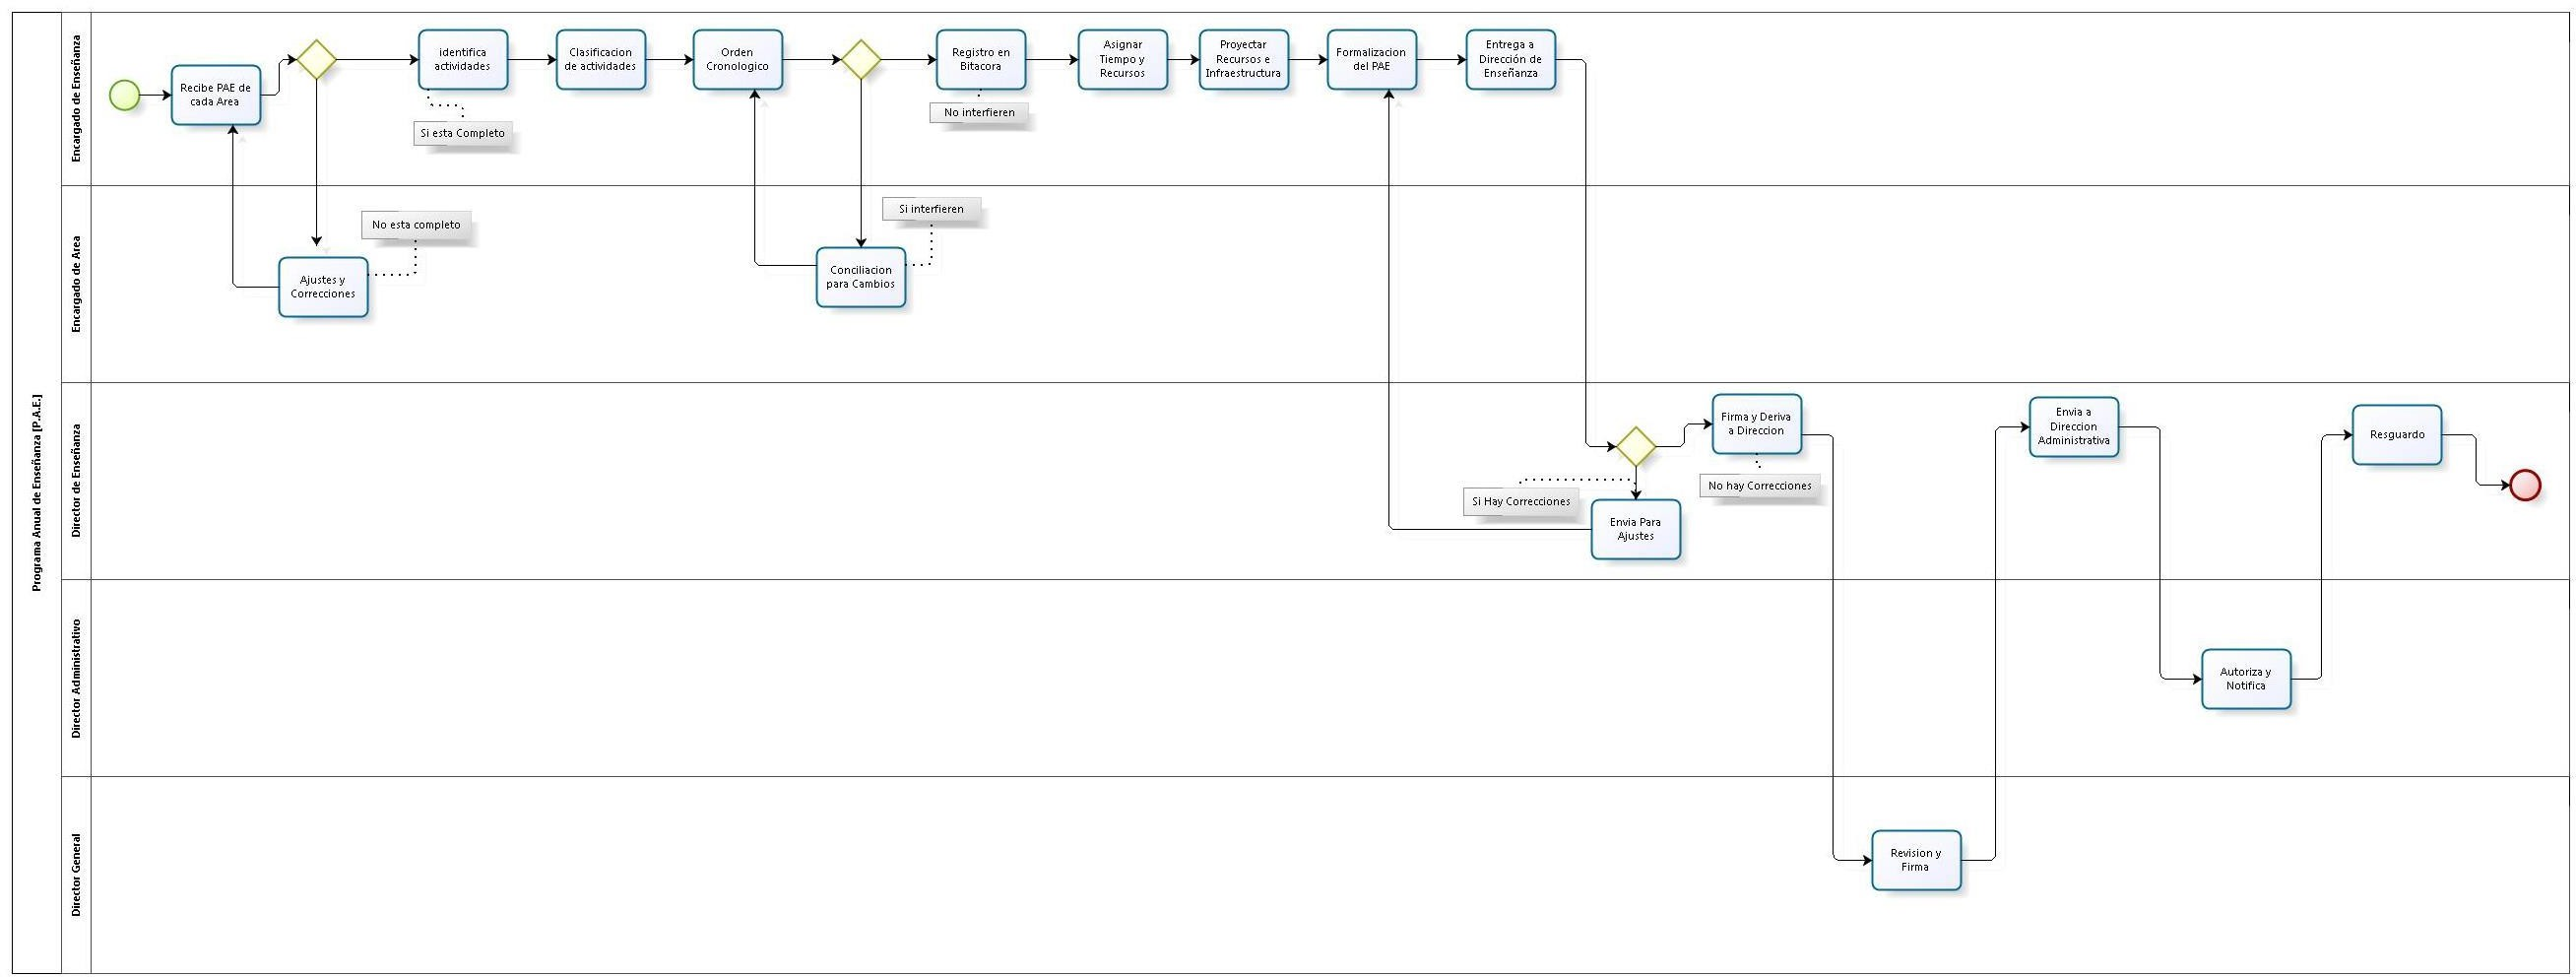 Programa Anual de Enseñanza [P.A.E.]
Encargado de Enseñanza
Recibe PAE de
cada Area
identifica
actividades
Si esta Completo
Clasificacion
de actividades
Orden
Cronologico
Registro en
Bitacora
No interfieren
Asignar
Tiempo y
Recursos
Proyectar
Recursos e
Infraestructura
Formalizacion
del PAE
Entrega a
Dirección de
Enseñanza
Encargado de Area
No esta completo
Ajustes y
Correcciones
Si interfieren
Conciliacion
para Cambios
Director de Enseñanza
Firma y Deriva
a Direccion
No hay Correcciones
Si Hay Correcciones
Envia Para
Ajustes
Envia a
Direccion
Administrativa
Resguardo
Director Administrativo
Autoriza y
Notifica
Director General
Revision y
Firma